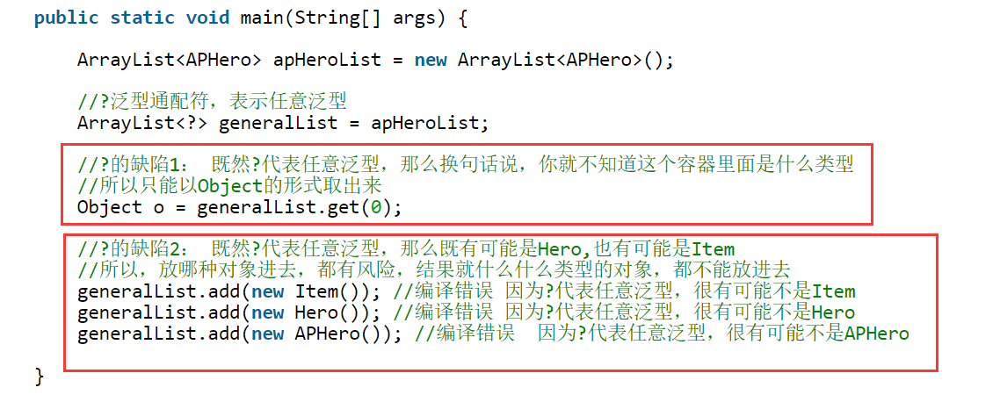 public static void main(String[] args) {
ArrayList<APHero> apHeroList = new ArrayList<APHero>();
//?泛型通配符，表示任意泛型
ArrayList<?> generalList = apHeroList;
//?的缺陷1： 既然?代表任意泛型，那么换句话说，你就不知道这个容器里面是什么类型
//所以只能以Object的形式取出来
Object o = generalList.get(0);
//?的缺陷2： 既然?代表任意泛型，那么既有可能是Hero,也有可能是Item
//所以，放哪种对象进去，都有风险，结果就什么什么类型的对象，都不能放进去
generalList.add(new Item()); //编译错误 因为?代表任意泛型，很有可能不是Item
generalList.add(new Hero()); //编译错误 因为?代表任意泛型，很有可能不是Hero
generalList.add(new APHero()); //编译错误  因为?代表任意泛型，很有可能不是APHero
}